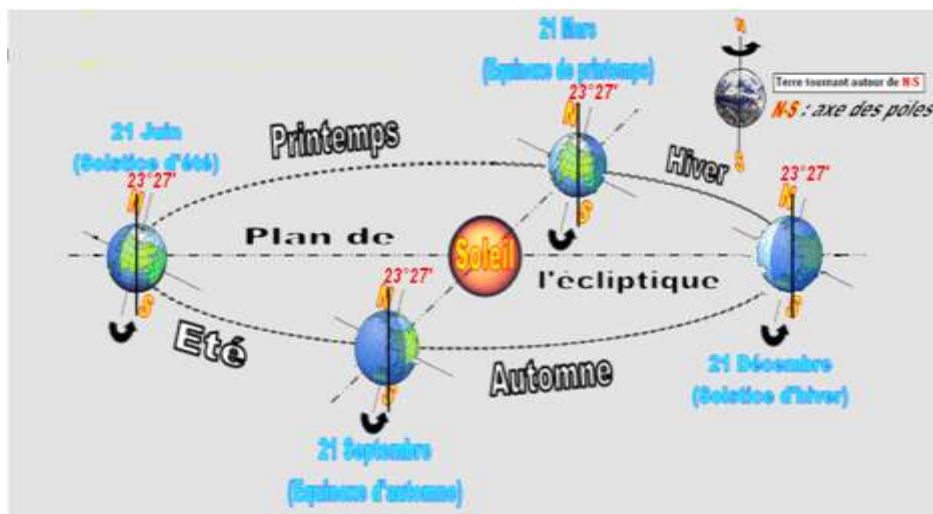 21 Mars
(Equinoxe de printemps)
23°27'
N
S
N
S
Terre tournant autour de N-S
N-S : axe des pôles
21 Juin
(Solstice d'été)
23°27'
N
S
Printemps
Hiver
23°27'
N
S
Plan de
Soleil
l'écliptique
23°27'
N
S
Eté
Automne
21 Décembre
(Solstice d'hiver)
21 Septembre
(Equinoxe d'automne)